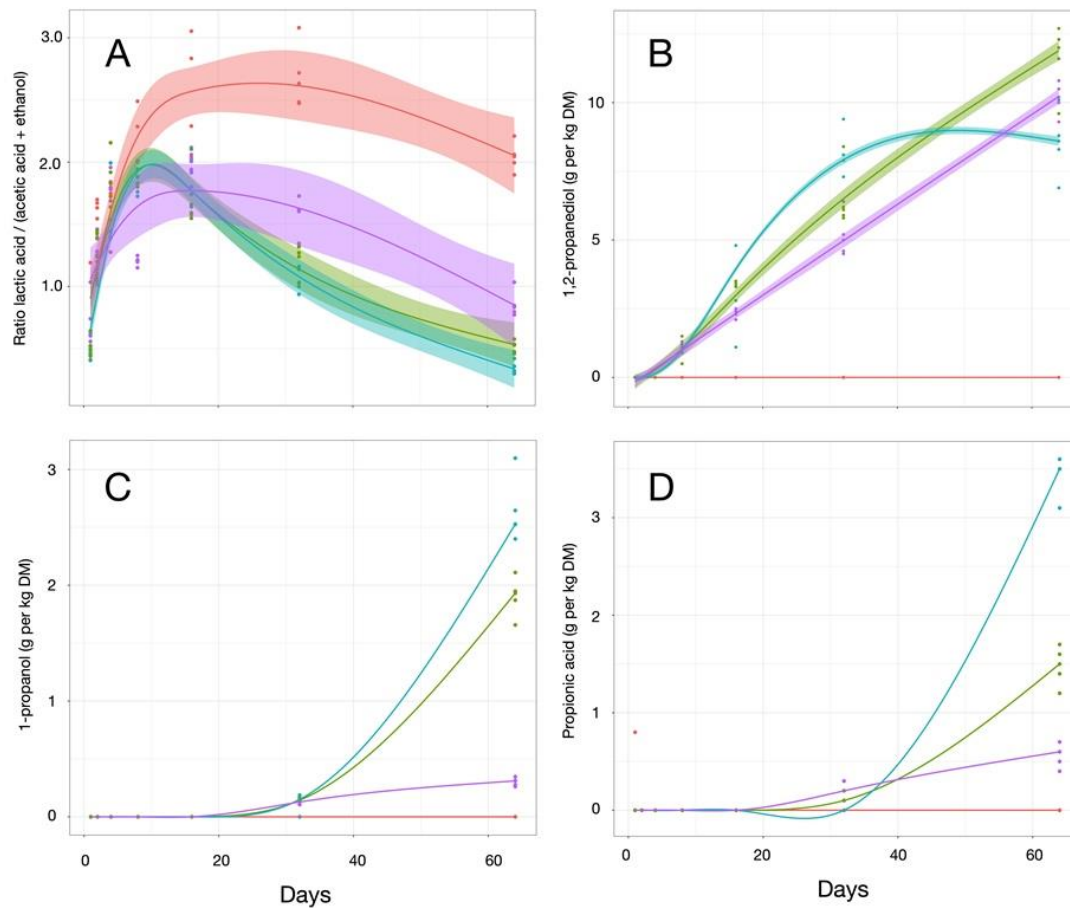 A
Ratio lactic acid / (acetic acid + ethanol)
3.0
2.0
1.0
B
1,2-propanediol (g per kg DM)
10
5
0
C
1-propanol (g per kg DM)
3
2
1
0
0 20 40 60
Days
D
Propionic acid (g per kg DM)
3
2
1
0
0 20 40 60
Days